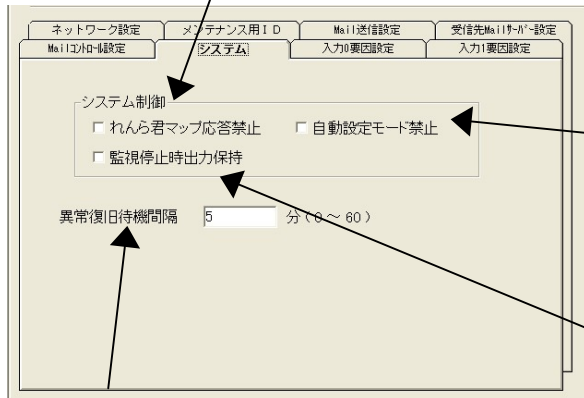 ネットワーク設定 メンテナンス用ID Mail送信設定 受信先Mailサーバー設定
Mailコントロール設定 システム 入力0要因設定 入力1要因設定
システム制御
れんら君マップ応答禁止 自動設定モード禁止
監視停止時出力保持
異常復旧待機間隔 5 分(0~60)